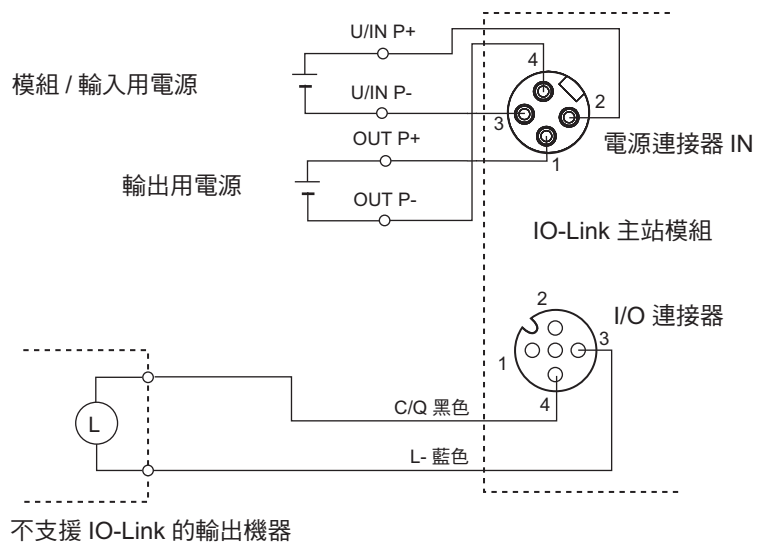 U/IN P+
4
模組 / 輸入用電源
U/IN P-
2
3
OUT P+
電源連接器 IN
1
輸出用電源
OUT P-
IO-Link 主站模組
2
I/O 連接器
3
1
C/Q 黑色
4
L
L- 藍色
不支援 IO-Link 的輸出機器